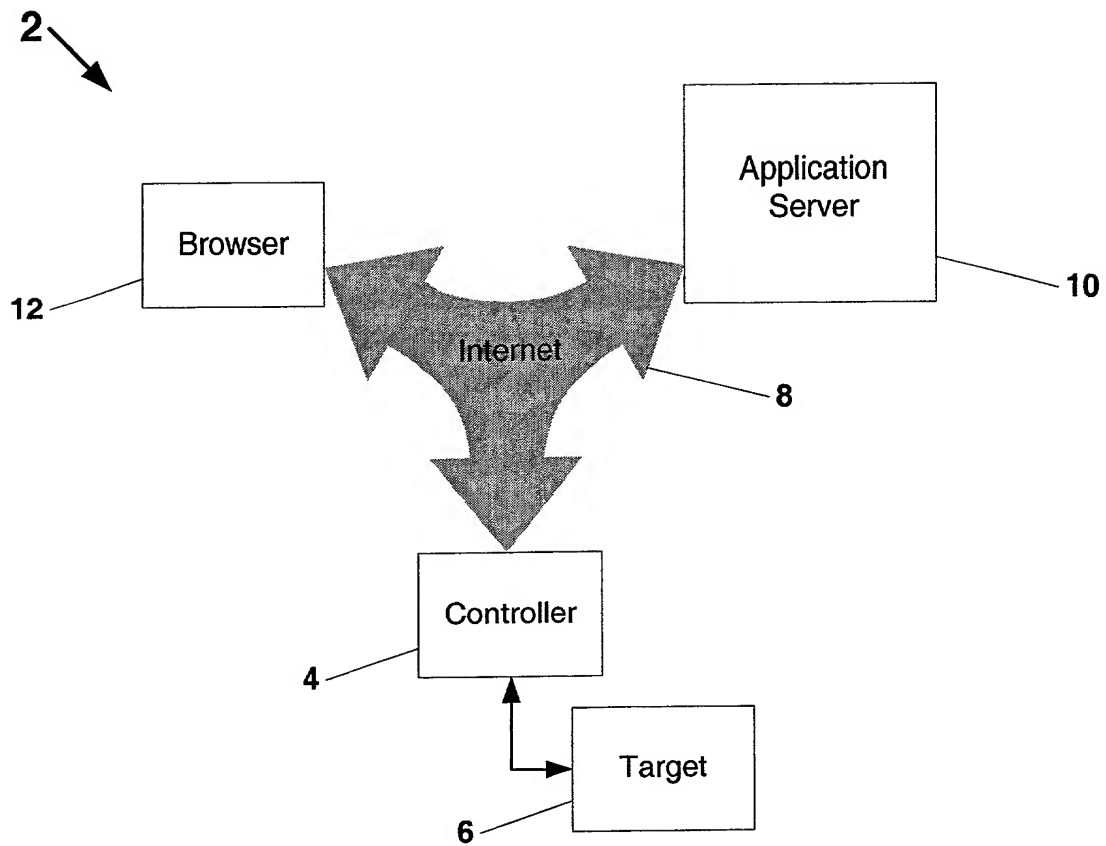 2
Application
Server
Browser
12
10
Internet
8
Controller
4
Target
6